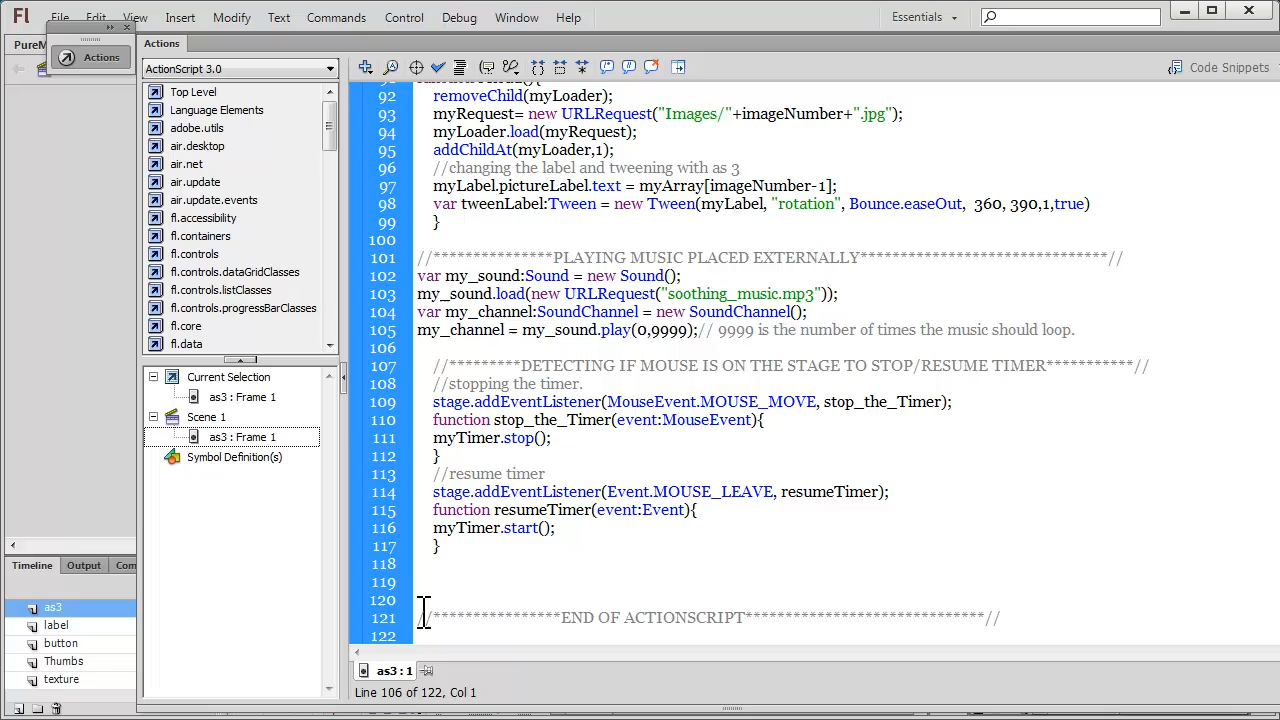 Fl File Edit View Insert Modify Text Commands Control Debug Window Help Essentials
PureM
Actions
Actions
ActionScript 3.0
Code Snippets
Top Level
Language Elements
adobe.utils
air.desktop
air.net
air.update
air.update.events
fl.accessibility
fl.containers
fl.controls
fl.controls.dataGridClasses
fl.controls.listClasses
fl.controls.progressBarClasses
fl.core
fl.data
Current Selection
as3 : Frame 1
Scene 1
as3 : Frame 1
Symbol Definition(s)
92 removeChild(myLoader);
93 myRequest= new URLRequest("Images/"+imageNumber+".jpg");
94 myLoader.load(myRequest);
95 addChildAt(myLoader,1);
96 //changing the label and tweening with as 3
97 myLabel.pictureLabel.text = myArray[imageNumber-1];
98 var tweenLabel:Tween = new Tween(myLabel, "rotation", Bounce.easeOut,  360, 390,1,true)
99 }
100
101 //***************PLAYING MUSIC PLACED EXTERNALLY****************************//
102 var my_sound:Sound = new Sound();
103 my_sound.load(new URLRequest("soothing_music.mp3"));
104 var my_channel:SoundChannel = new SoundChannel();
105 my_channel = my_sound.play(0,9999);// 9999 is the number of times the music should loop.
106
107 //*********DETECTING IF MOUSE IS ON THE STAGE TO STOP/RESUME TIMER***********//
108 //stopping the timer.
109 stage.addEventListener(MouseEvent.MOUSE_MOVE, stop_the_Timer);
110 function stop_the_Timer(event:MouseEvent){
111 myTimer.stop();
112 }
113 //resume timer
114 stage.addEventListener(Event.MOUSE_LEAVE, resumeTimer);
115 function resumeTimer(event:Event){
116 myTimer.start();
117 }
118
119
120
121 //****************END OF ACTIONSCRIPT******************************//
122
Timeline Output Com
as3
label
button
Thumbs
texture
as3:1
Line 106 of 122, Col 1